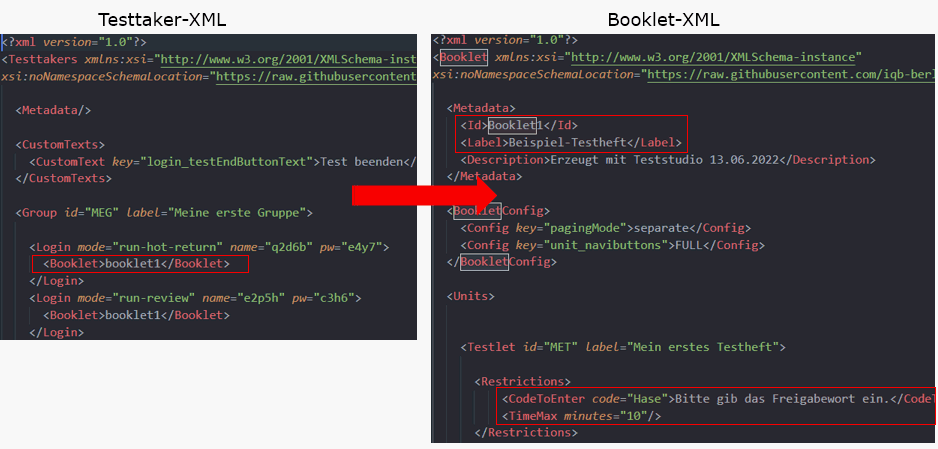 Testtaker-XML
<?xml version="1.0"?>
<Testtakers xmlns:xsi="http://www.w3.org/2001/XMLSchema-inst
xsi:noNamespaceSchemaLocation="https://raw.githubusercontent
<Metadata/>
<CustomTexts>
<CustomText key="login_testEndButtonText">Test beenden</
</CustomTexts>
<Group id="MEG" label="Meine erste Gruppe">
<Login mode="run-hot-return" name="q2d6b" pw="e4y7">
<Booklet>booklet1</Booklet>
</Login>
<Login mode="run-review" name="e2p5h" pw="c3h6">
<Booklet>booklet1</Booklet>
</Login>
Booklet-XML
<?xml version="1.0"?>
<Booklet xmlns:xsi="http://www.w3.org/2001/XMLSchema-instance"
xsi:noNamespaceSchemaLocation="https://raw.githubusercontent.com/iqb-berl
<Metadata>
<Id>Booklet1</Id>
<Label>Beispiel-Testheft</Label>
<Description>Erzeugt mit Teststudio 13.06.2022</Description>
</Metadata>
<BookletConfig>
<Config key="pagingMode">separate</Config>
<Config key="unit_navibuttons">FULL</Config>
</BookletConfig>
<Units>
<Testlet id="MET" label="Mein erstes Testheft">
<Restrictions>
<CodeToEnter code="Hase">Bitte gib das Freigabewort ein.</CodeT
<TimeMax minutes="10"/>
</Restrictions>